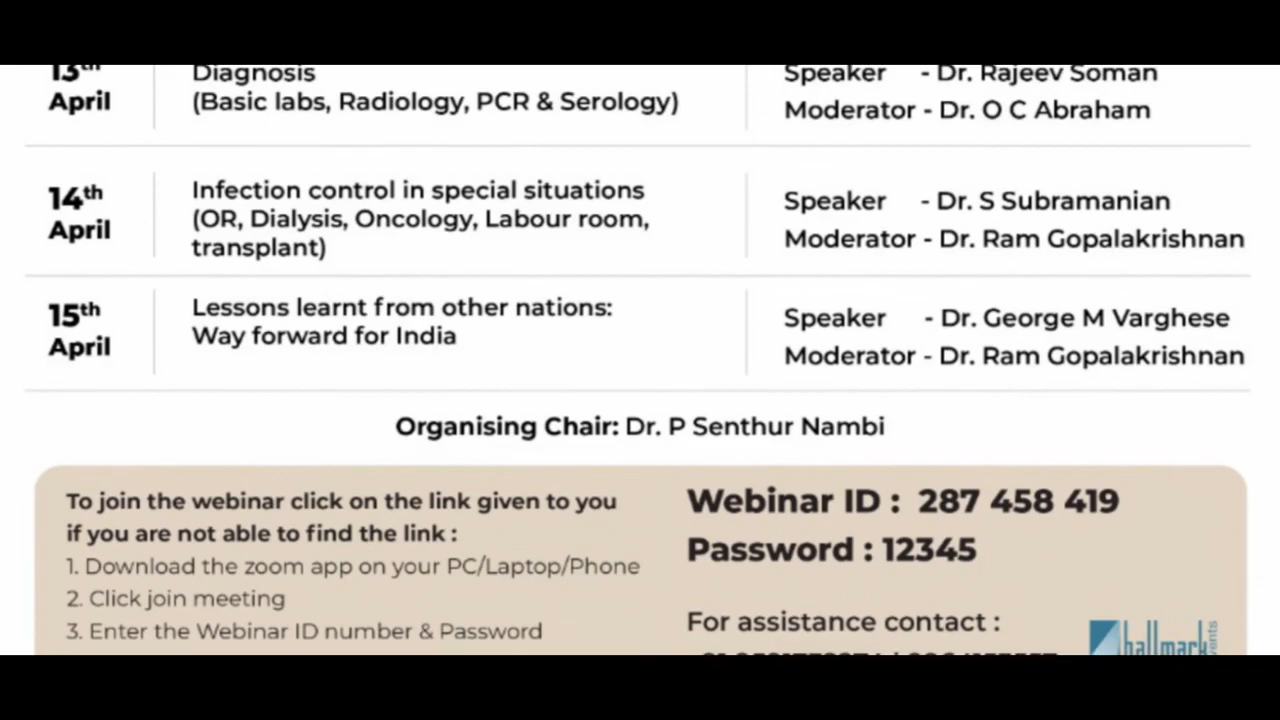 13th
April
Diagnosis
(Basic labs, Radiology, PCR & Serology)
Speaker - Dr. Rajeev Soman
Moderator - Dr. O C Abraham
14th
April
Infection control in special situations
(OR, Dialysis, Oncology, Labour room,
transplant)
Speaker - Dr. S Subramanian
Moderator - Dr. Ram Gopalakrishnan
15th
April
Lessons learnt from other nations:
Way forward for India
Speaker - Dr. George M Varghese
Moderator - Dr. Ram Gopalakrishnan
Organising Chair: Dr. P Senthur Nambi
To join the webinar click on the link given to you
if you are not able to find the link :
1. Download the zoom app on your PC/Laptop/Phone
2. Click join meeting
3. Enter the Webinar ID number & Password
Webinar ID : 287 458 419
Password : 12345
For assistance contact :
hallmark